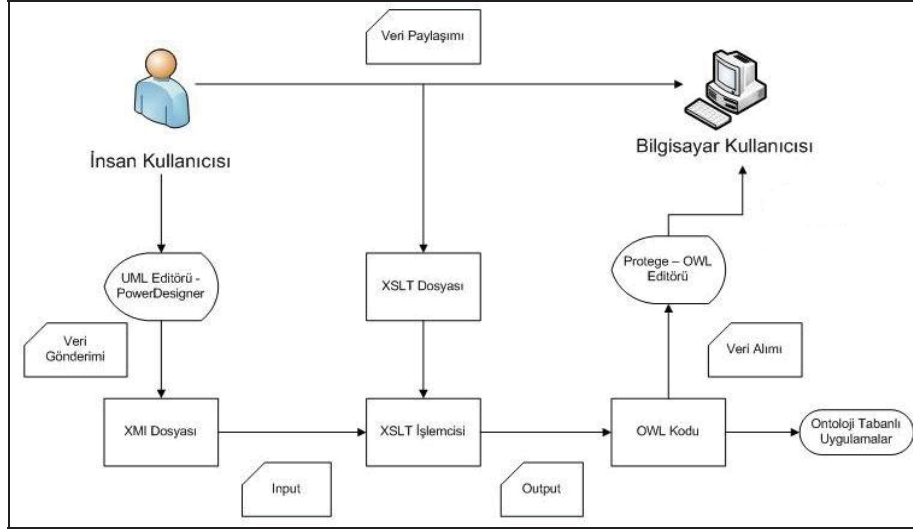 Veri Paylaşımı
İnsan Kullanıcısı
Bilgisayar Kullanıcısı
UML Editörü -
PowerDesigner
XSLT Dosyası
Protege – OWL
Editörü
Veri
Gönderimi
Veri Alımı
XMI Dosyası
XSLT İşlemcisi
OWL Kodu
Ontoloji Tabanlı
Uygulamalar
Input
Output